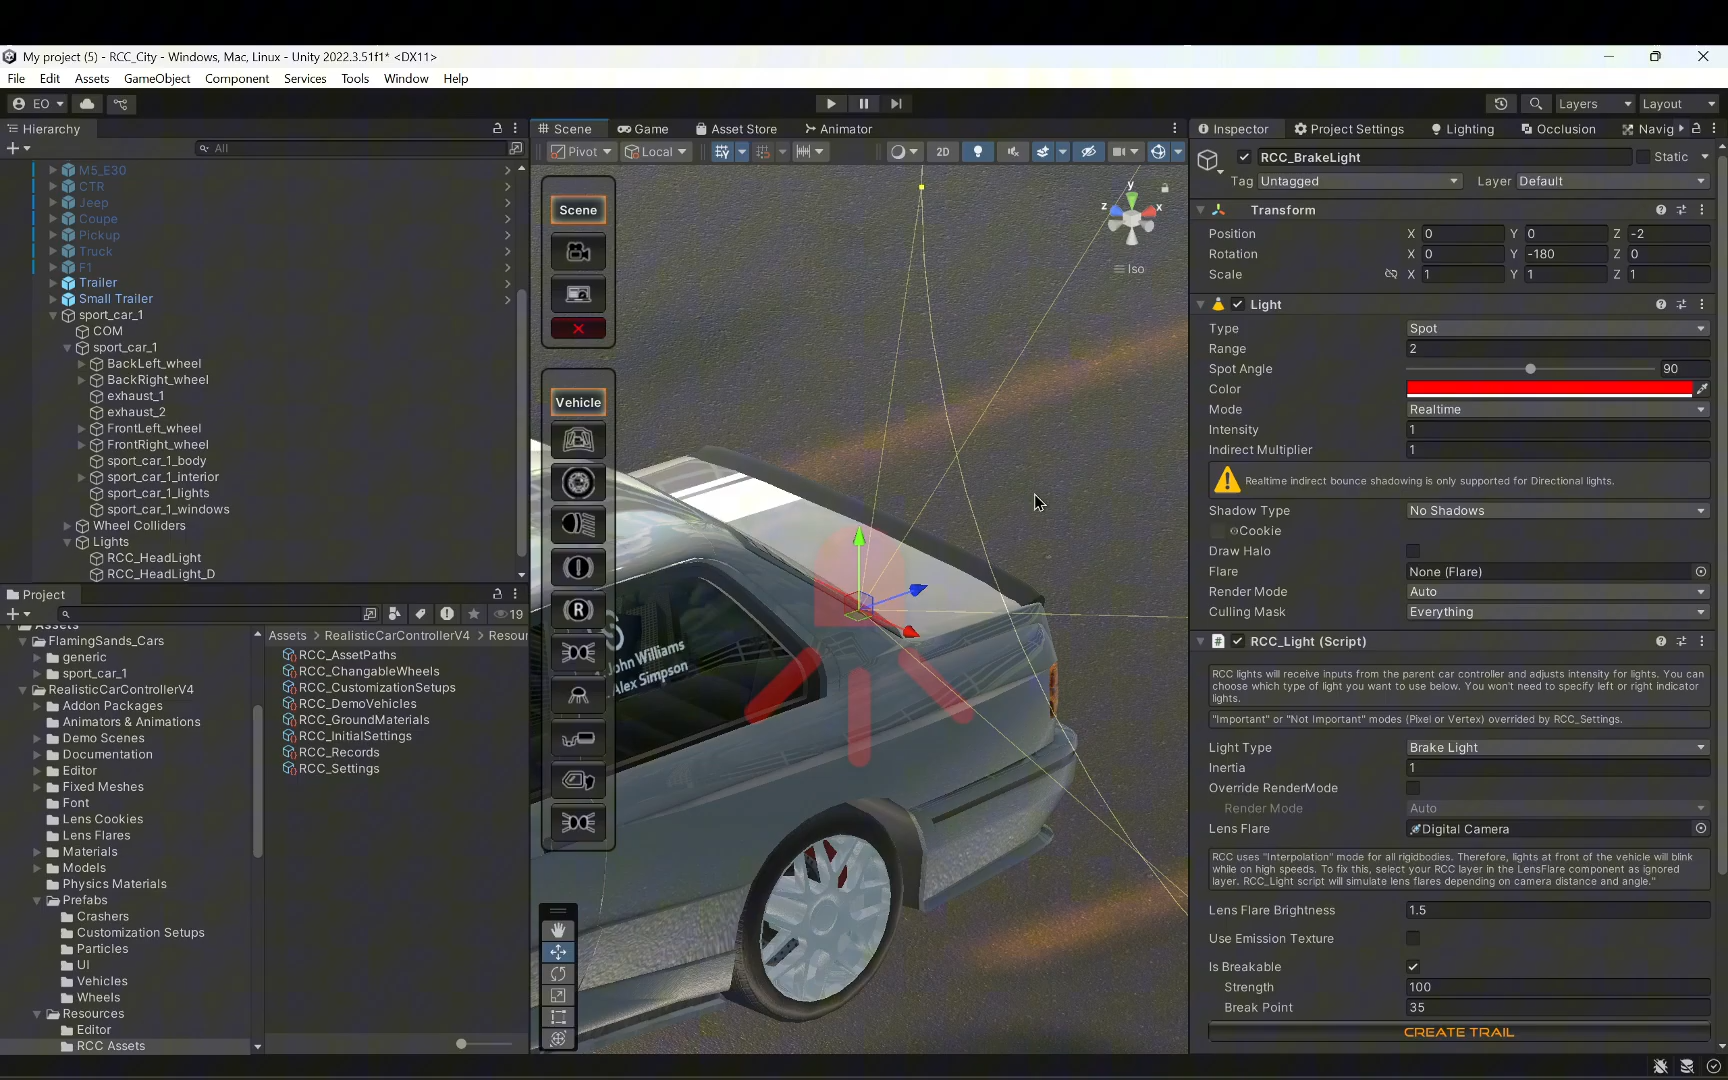 My project (5) - RCC_City - Windows, Mac, Linux - Unity 2022.3.51f1* <DX11>
File Edit Assets GameObject Component Services Tools Window Help
EO
Layers Layout
Hierarchy
All
M5_E30
CTR
Jeep
Coupe
Pickup
Truck
F1
Trailer
Small Trailer
sport_car_1
COM
sport_car_1
BackLeft_wheel
BackRight_wheel
exhaust_1
exhaust_2
FrontLeft_wheel
FrontRight_wheel
sport_car_1_body
sport_car_1_interior
sport_car_1_lights
sport_car_1_windows
Wheel Colliders
Lights
RCC_HeadLight
RCC_HeadLight_D
Project
19
Assets
FlamingSands_Cars
generic
sport_car_1
RealisticCarControllerV4
Addon Packages
Animators & Animations
Demo Scenes
Documentation
Editor
Fixed Meshes
Font
Lens Cookies
Lens Flares
Materials
Models
Physics Materials
Prefabs
Crashers
Customization Setups
Particles
UI
Vehicles
Wheels
Resources
Editor
RCC Assets
Assets > RealisticCarControllerV4 > Resour
RCC_AssetPaths
RCC_ChangableWheels
RCC_CustomizationSetups
RCC_DemoVehicles
RCC_GroundMaterials
RCC_InitialSettings
RCC_Records
RCC_Settings
Scene Game Asset Store Animator
Pivot Local 2D
Scene
Vehicle
R
y
z x
Iso
John Williams
Alex Simpson
Inspector Project Settings Lighting Occlusion Navig
RCC_BrakeLight Static
Tag Untagged Layer Default
Transform
Position X 0 Y 0 Z -2
Rotation X 0 Y -180 Z 0
Scale X 1 Y 1 Z 1
Light
Type Spot
Range 2
Spot Angle 90
Color
Mode Realtime
Intensity 1
Indirect Multiplier 1
Realtime indirect bounce shadowing is only supported for Directional lights.
Shadow Type No Shadows
Cookie
Draw Halo
Flare None (Flare)
Render Mode Auto
Culling Mask Everything
# RCC_Light (Script)
RCC lights will receive inputs from the parent car controller and adjusts intensity for lights. You can
choose which type of light you want to use below. You won't need to specify left or right indicator
lights.
"Important" or "Not Important" modes (Pixel or Vertex) overrided by RCC_Settings.
Light Type Brake Light
Inertia 1
Override RenderMode
Render Mode Auto
Lens Flare Digital Camera
RCC uses "Interpolation" mode for all rigidbodies. Therefore, lights at front of the vehicle will blink
while on high speeds. To fix this, select your RCC layer in the LensFlare component as ignored
layer. RCC_Light script will simulate lens flares depending on camera distance and angle."
Lens Flare Brightness 1.5
Use Emission Texture
Is Breakable
Strength 100
Break Point 35
CREATE TRAIL